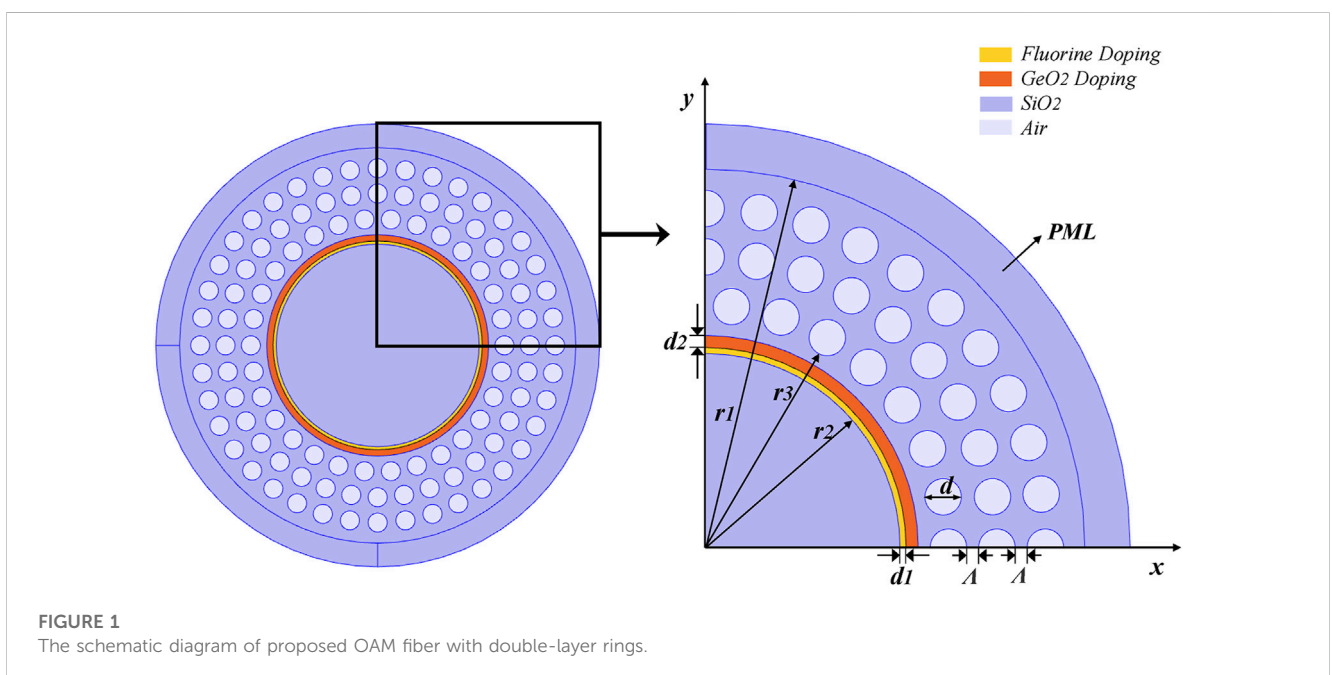 Fluorine Doping
GeO2 Doping
SiO2
Air
y
PML
d2
r1
r3
r2
d
d1
Λ
Λ
x
FIGURE 1
The schematic diagram of proposed OAM fiber with double-layer rings.